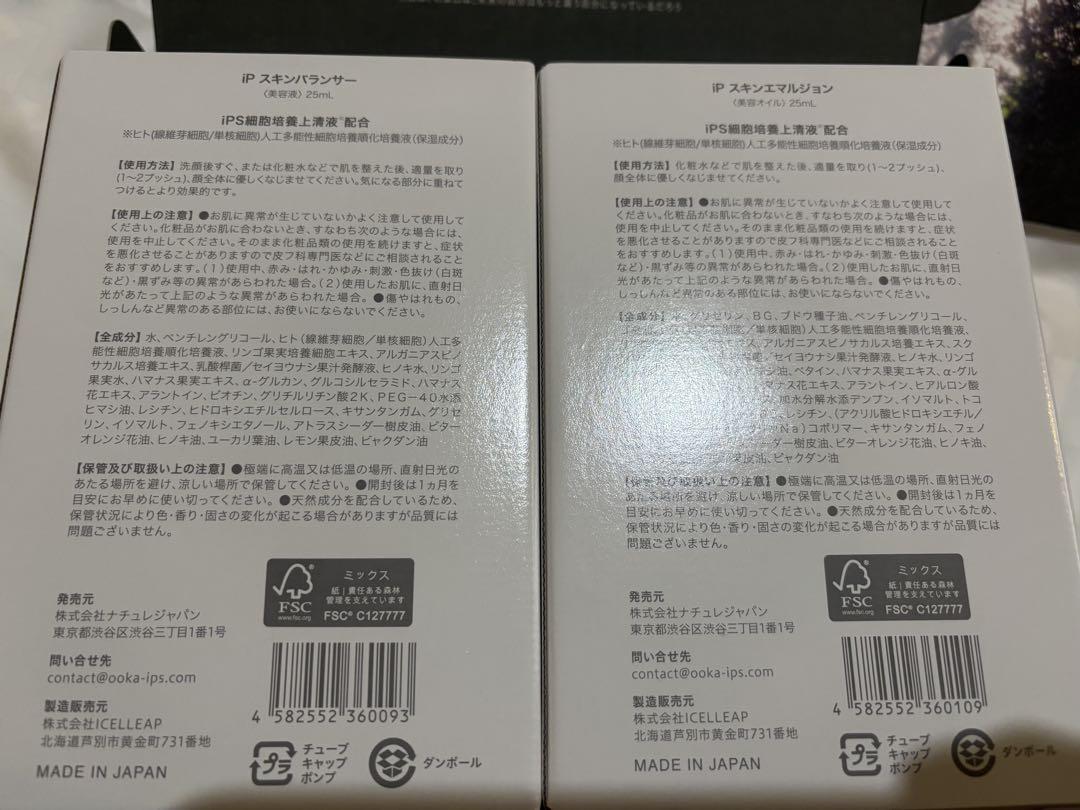 iP スキンバランサー
〈美容液〉25mL
iPS細胞培養上清液※配合
※ヒト(線維芽細胞/単核細胞)人工多能性細胞培養順化培養液(保湿成分)
【使用方法】洗顔後すぐ、または化粧水などで肌を整えた後、適量を取り
(1〜2プッシュ)、顔全体に優しくなじませてください。気になる部分に重ねて
つけるとより効果的です。
【使用上の注意】●お肌に異常が生じていないかよく注意して使用して
ください。化粧品がお肌に合わないとき、すなわち次のような場合には、
使用を中止してください。そのまま化粧品類の使用を続けますと、症状
を悪化させることがありますので皮フ科専門医などにご相談されること
をおすすめします。(1)使用中、赤み・はれ・かゆみ・刺激・色抜け(白斑
など)・黒ずみ等の異常があらわれた場合。(2)使用したお肌に、直射日
光があたって上記のような異常があらわれた場合。●傷やはれもの、
しっしんなど異常のある部位には、お使いにならないでください。
【全成分】水、ペンチレングリコール、ヒト(線維芽細胞/単核細胞)人工多
能性細胞培養順化培養液、リンゴ果実培養細胞エキス、アルガニアスピノ
サカルス培養エキス、乳酸桿菌/セイヨウナシ果汁発酵液、ヒノキ水、リンゴ
果実水、ハマナス果実エキス、α-グルカン、グルコシルセラミド、ハマナス
花エキス、アラントイン、ビオチン、グリチルリチン酸2K、PEG-40水添
ヒマシ油、レシチン、ヒドロキシエチルセルロース、キサンタンガム、グリセ
リン、イソマルト、フェノキシエタノール、アトラスシーダー樹皮油、ビター
オレンジ花油、ヒノキ油、ユーカリ葉油、レモン果皮油、ビャクダン油
【保管及び取扱い上の注意】●極端に高温又は低温の場所、直射日光の
あたる場所を避け、涼しい場所で保管してください。●開封後は1ヵ月を
目安にお早めに使い切ってください。●天然成分を配合しているため、
保管状況により色・香り・固さの変化が起こる場合がありますが品質には
問題ございません。
発売元
株式会社ナチュレジャパン
東京都渋谷区渋谷三丁目1番1号
問い合せ先
contact@ooka-ips.com
製造販売元
株式会社ICELLEAP
北海道芦別市黄金町731番地
MADE IN JAPAN
FSC
www.fsc.org
ミックス
紙|責任ある森林
管理を支えています
FSC® C127777
4 582552 360093
プラ
チューブ
キャップ
ポンプ
ダンボール
iP スキンエマルジョン
〈美容オイル〉25mL
iPS細胞培養上清液※配合
※ヒト(線維芽細胞/単核細胞)人工多能性細胞培養順化培養液(保湿成分)
【使用方法】化粧水などで肌を整えた後、適量を取り(1〜2プッシュ)、
顔全体に優しくなじませてください。
【使用上の注意】●お肌に異常が生じていないかよく注意して使用して
ください。化粧品がお肌に合わないとき、すなわち次のような場合には、
使用を中止してください。そのまま化粧品類の使用を続けますと、症状
を悪化させることがありますので皮フ科専門医などにご相談されること
をおすすめします。(1)使用中、赤み・はれ・かゆみ・刺激・色抜け(白斑
など)・黒ずみ等の異常があらわれた場合。(2)使用したお肌に、直射日
光があたって上記のような異常があらわれた場合。●傷やはれもの、
しっしんなど異常のある部位には、お使いにならないでください。
【全成分】水、グリセリン、BG、ブドウ種子油、ペンチレングリコール、
/単核細胞)人工多能性細胞培養順化培養液、
アルガニアスピノサカルス培養エキス、スク
/セイヨウナシ果汁発酵液、ヒノキ水、リンゴ
油、ベタイン、ハマナス果実エキス、α-グル
花エキス、アラントイン、ヒアルロン酸
加水分解水添デンプン、イソマルト、トコ
レシチン、(アクリル酸ヒドロキシエチル/
Na)コポリマー、キサンタンガム、フェノ
ーダー樹皮油、ビターオレンジ花油、ヒノキ油、
皮油、ビャクダン油
【保管及び取扱い上の注意】●極端に高温又は低温の場所、直射日光の
あたる場所を避け、涼しい場所で保管してください。●開封後は1ヵ月を
目安にお早めに使い切ってください。●天然成分を配合しているため、
保管状況により色・香り・固さの変化が起こる場合がありますが品質には
問題ございません。
発売元
株式会社ナチュレジャパン
東京都渋谷区渋谷三丁目1番1号
問い合せ先
contact@ooka-ips.com
製造販売元
株式会社ICELLEAP
北海道芦別市黄金町731番地
MADE IN JAPAN
FSC
www.fsc.org
ミックス
紙|責任ある森林
管理を支えています
FSC® C127777
4 582552 360109
プラ
チューブ
キャップ
ポンプ
ダンボール